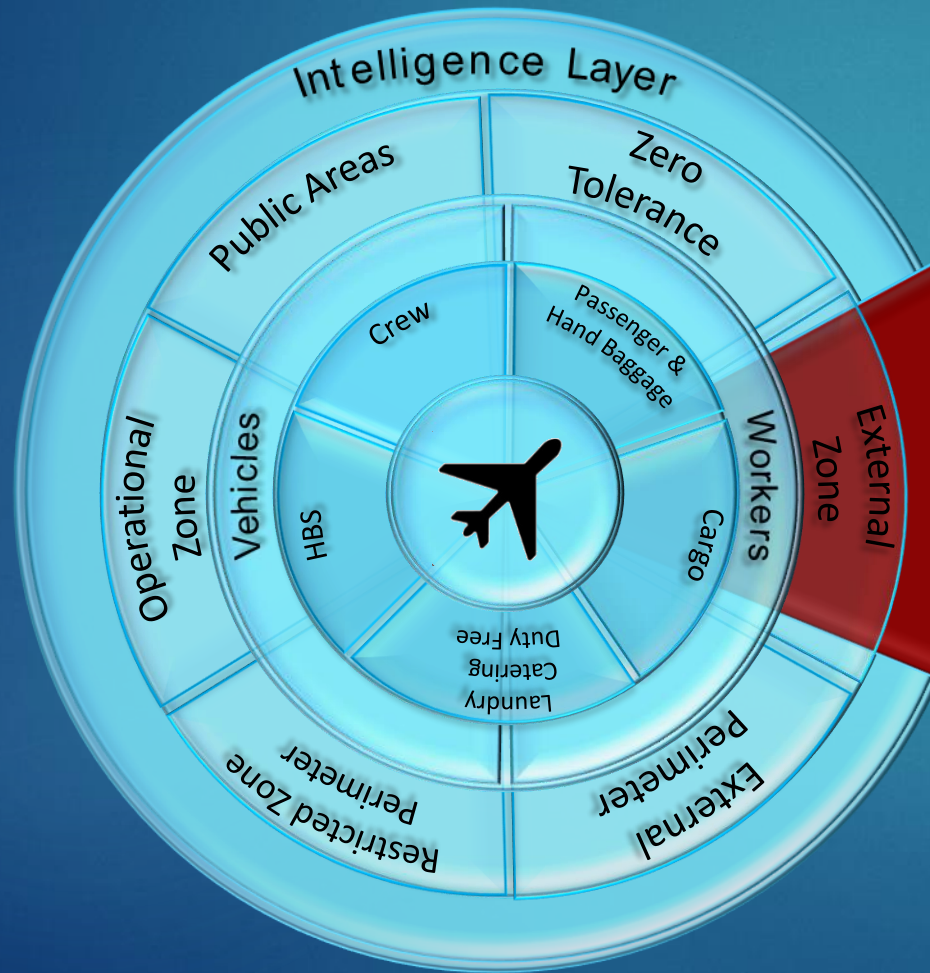 Intelligence Layer
Public Areas
Zero
Tolerance
Crew
Passenger &
Hand Baggage
External
Zone
Workers
Vehicles
Operational
Zone
HBS
Cargo
Duty Free
Catering
Laundry
Restricted Zone
Perimeter
External
Perimeter